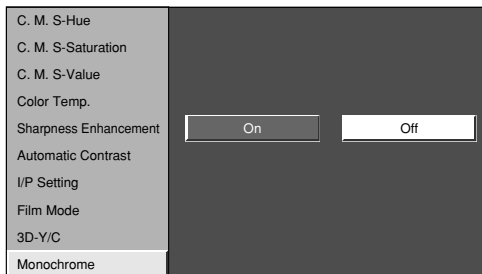 C. M. S-Hue
C. M. S-Saturation
C. M. S-Value
Color Temp.
Sharpness Enhancement
On
Off
Automatic Contrast
I/P Setting
Film Mode
3D-Y/C
Monochrome